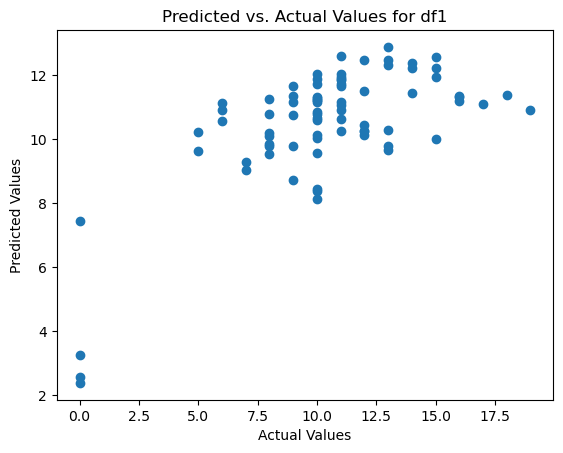 Predicted vs. Actual Values for df1
Predicted Values
12
10
8
6
4
2
0.0 2.5 5.0 7.5 10.0 12.5 15.0 17.5
Actual Values